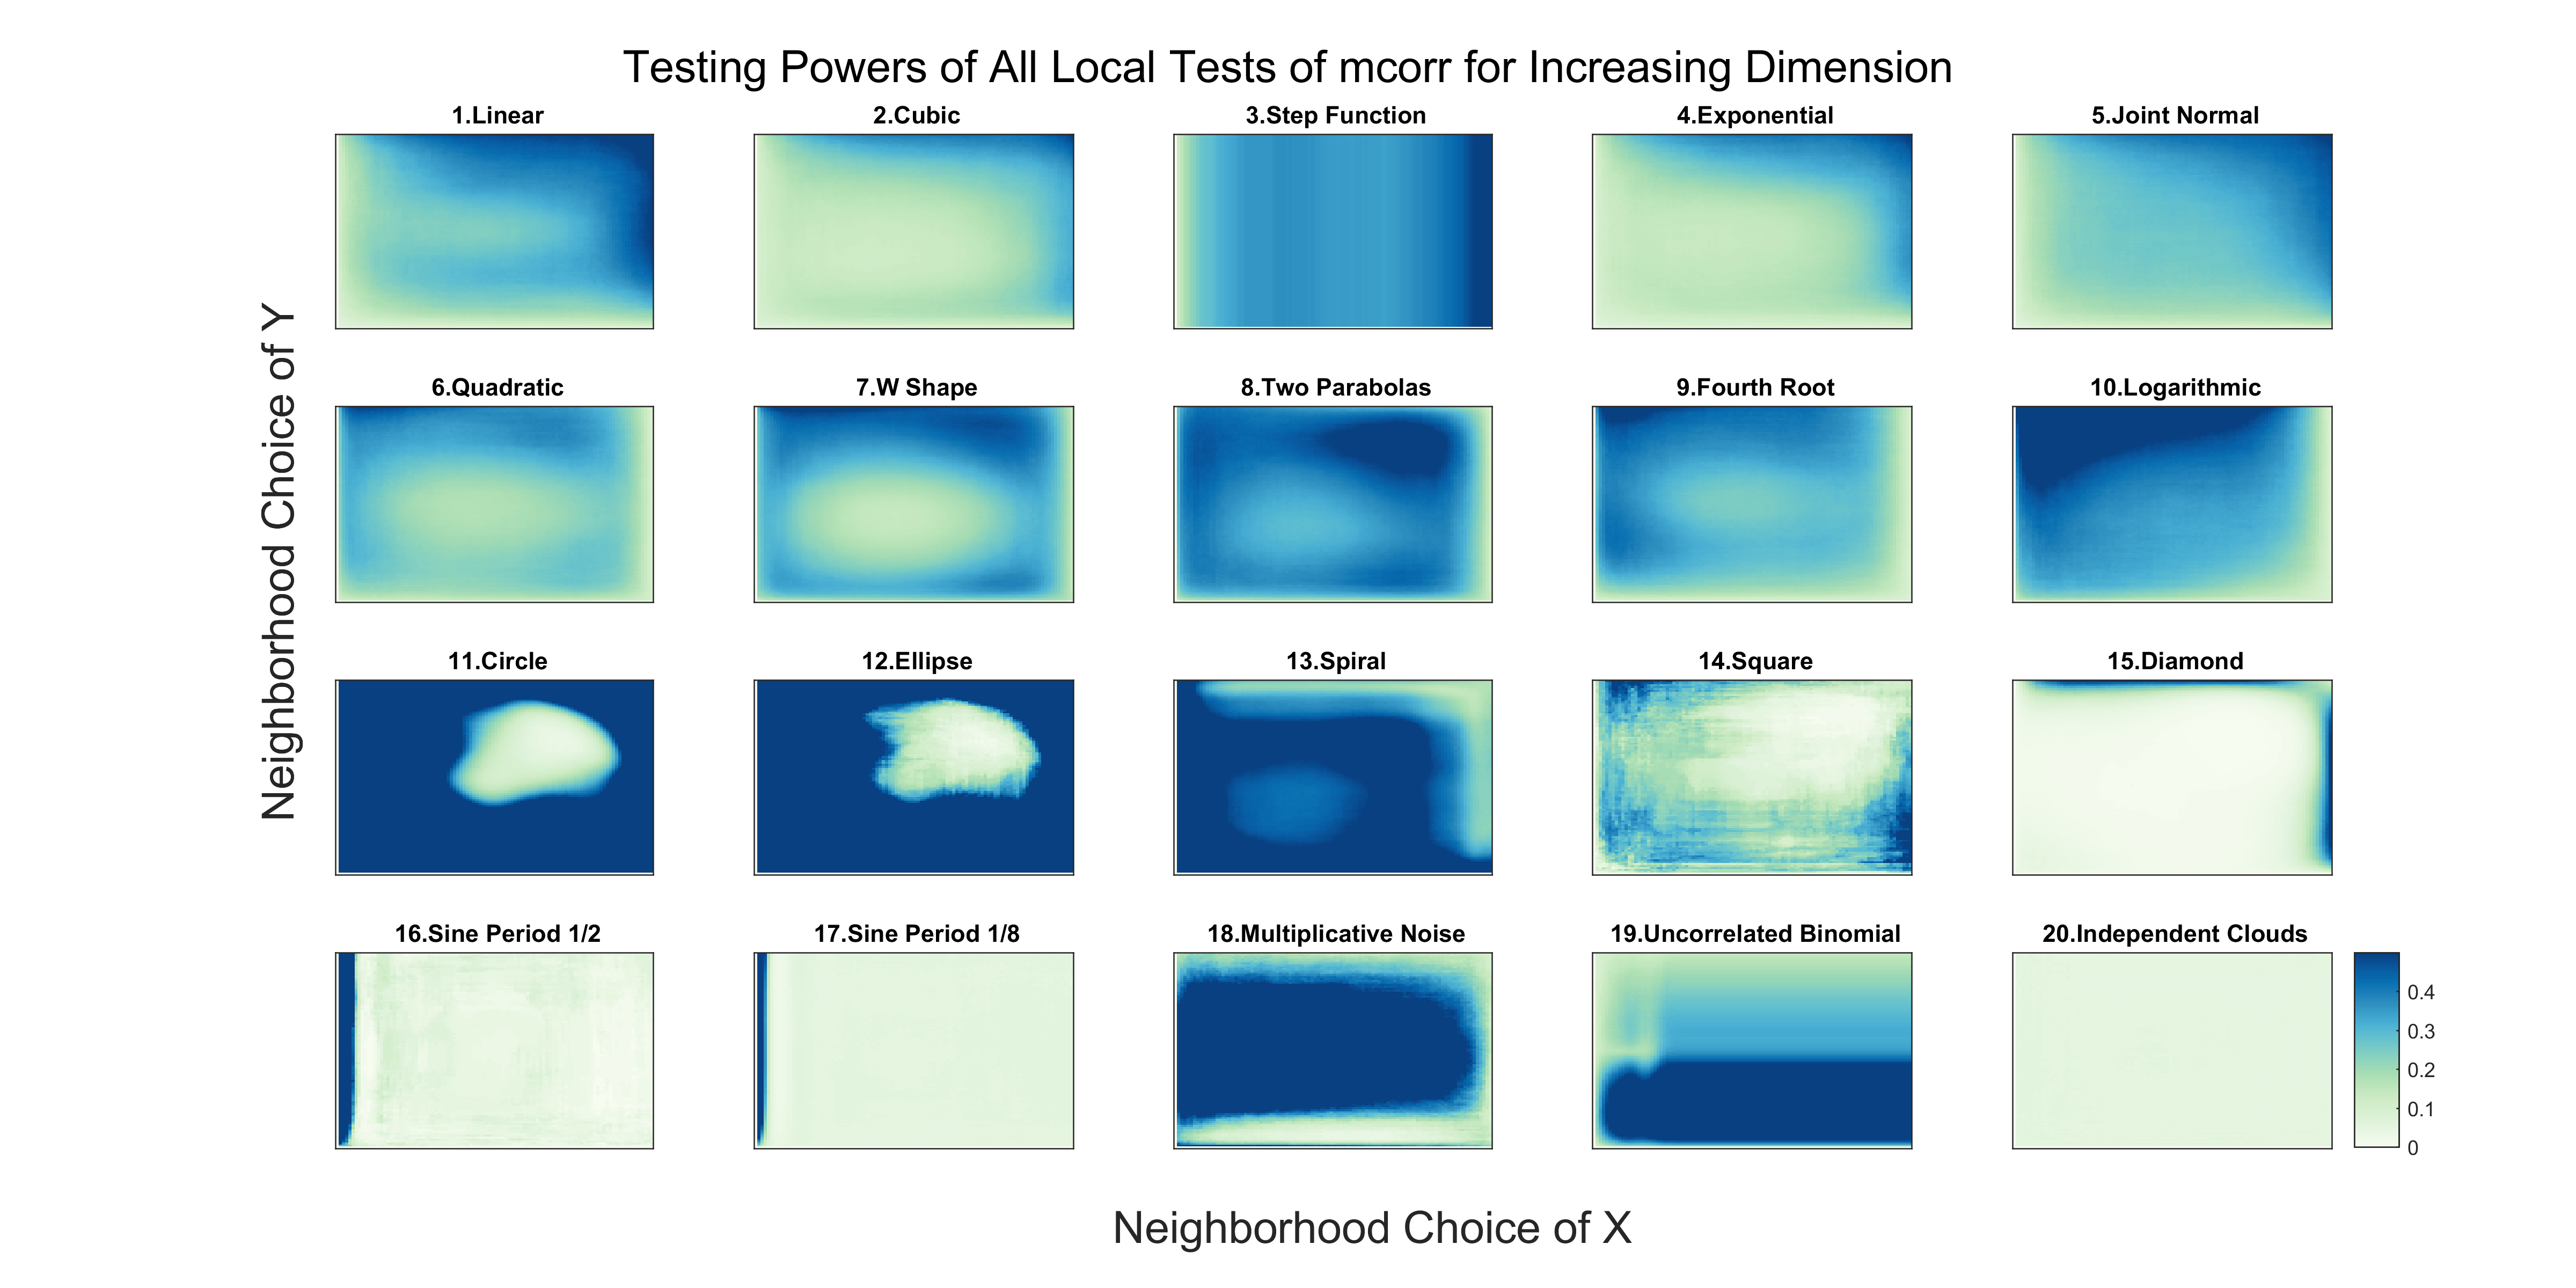 Testing Powers of All Local Tests of mcorr for Increasing Dimension
1.Linear
2.Cubic
3.Step Function
4.Exponential
5.Joint Normal
6.Quadratic
7.W Shape
8.Two Parabolas
9.Fourth Root
10.Logarithmic
11.Circle
12.Ellipse
13.Spiral
14.Square
15.Diamond
16.Sine Period 1/2
17.Sine Period 1/8
18.Multiplicative Noise
19.Uncorrelated Binomial
20.Independent Clouds
0.4
0.3
0.2
0.1
0
Neighborhood Choice of Y
Neighborhood Choice of X